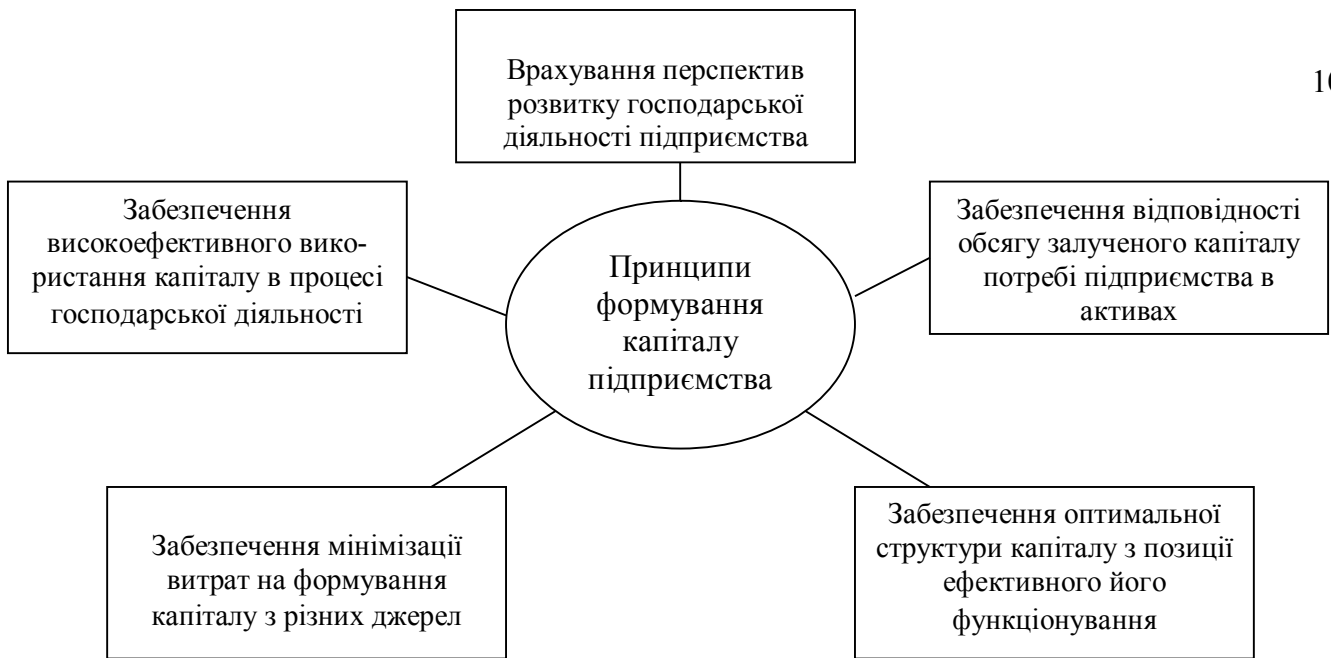 Врахування перспектив
розвитку господарської
діяльності підприємства
Забезпечення
високоефективного вико-
ристання капіталу в процесі
господарської діяльності
Принципи
формування
капіталу
підприємства
Забезпечення відповідності
обсягу залученого капіталу
потребі підприємства в
активах
Забезпечення мінімізації
витрат на формування
капіталу з різних джерел
Забезпечення оптимальної
структури капіталу з позиції
ефективного його
функціонування